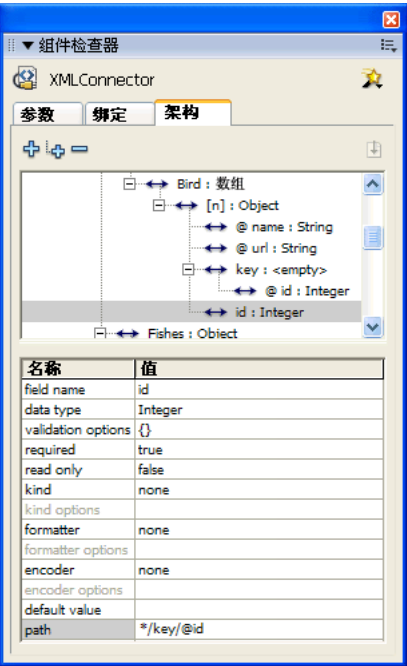 组件检查器
XMLConnector
参数 绑定 架构
Bird : 数组
[n] : Object
@ name : String
@ url : String
key : <empty>
@ id : Integer
id : Integer
Fishes : Object
名称 值
field name id
data type Integer
validation options {}
required true
read only false
kind none
kind options
formatter none
formatter options
encoder none
encoder options
default value
path */key/@id